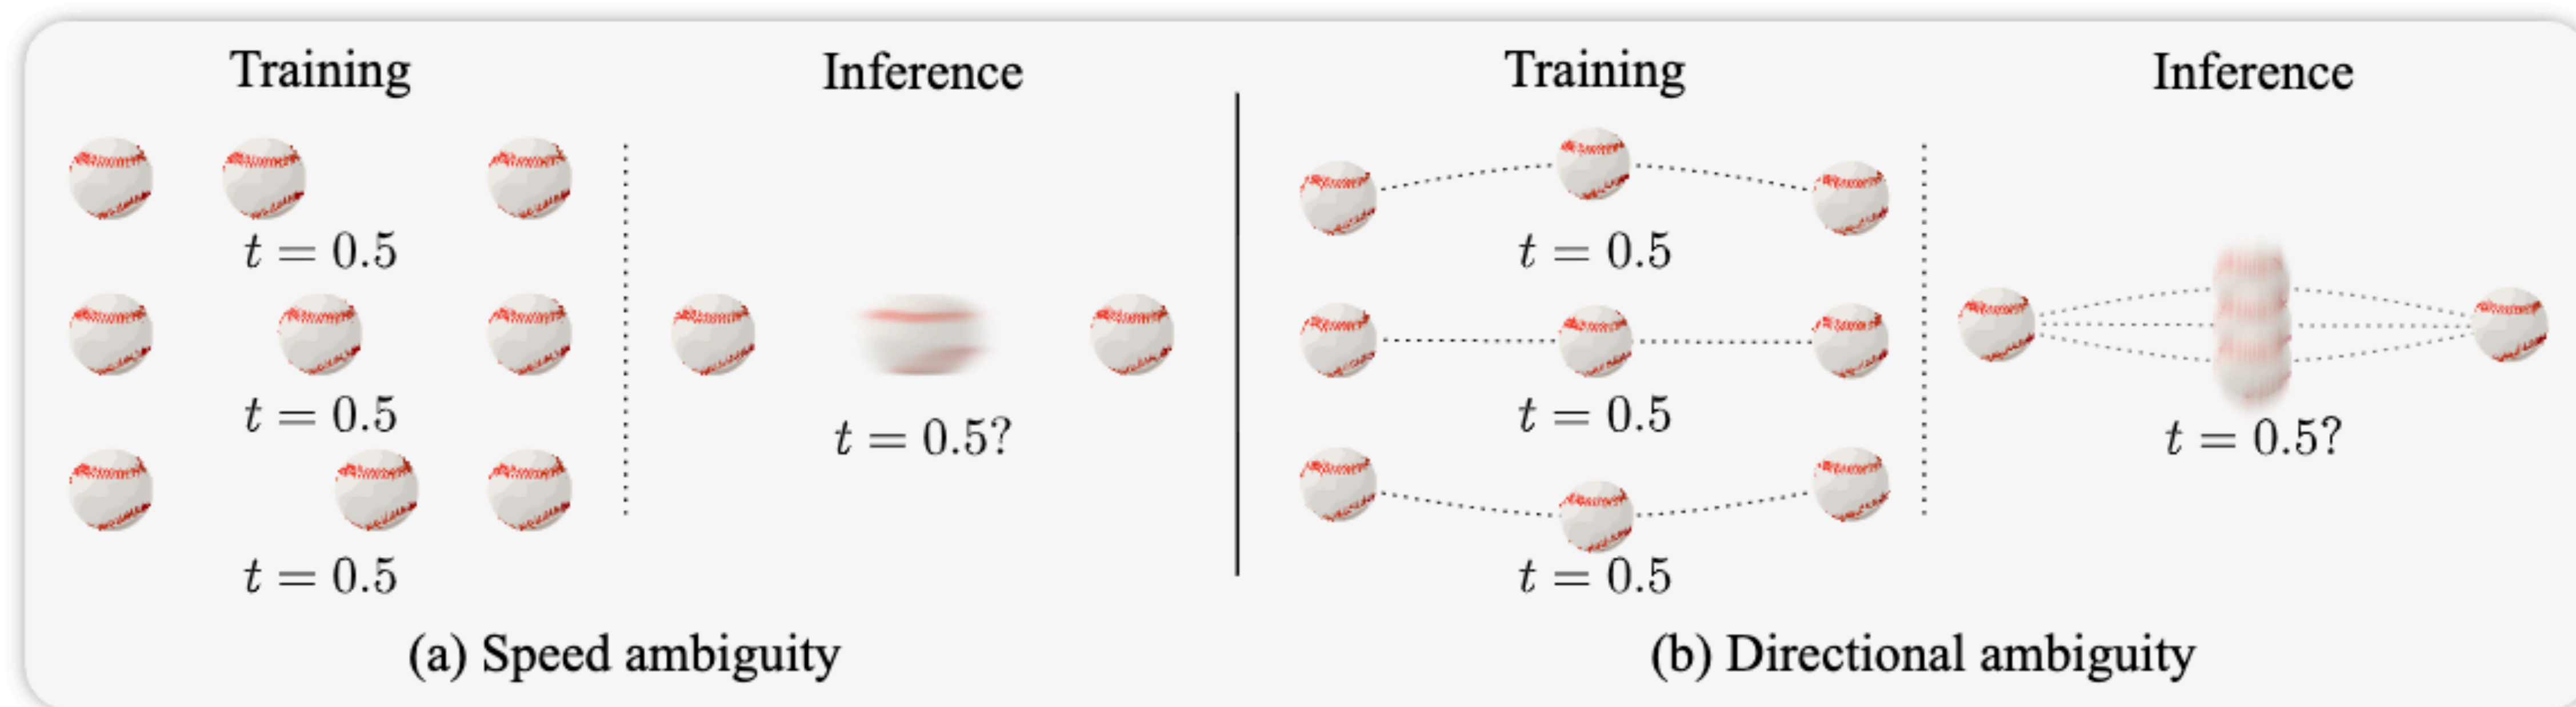 Training
Inference
t = 0.5
t = 0.5
t = 0.5
t = 0.5?
(a) Speed ambiguity
Training
Inference
t = 0.5
t = 0.5
t = 0.5
t = 0.5?
(b) Directional ambiguity